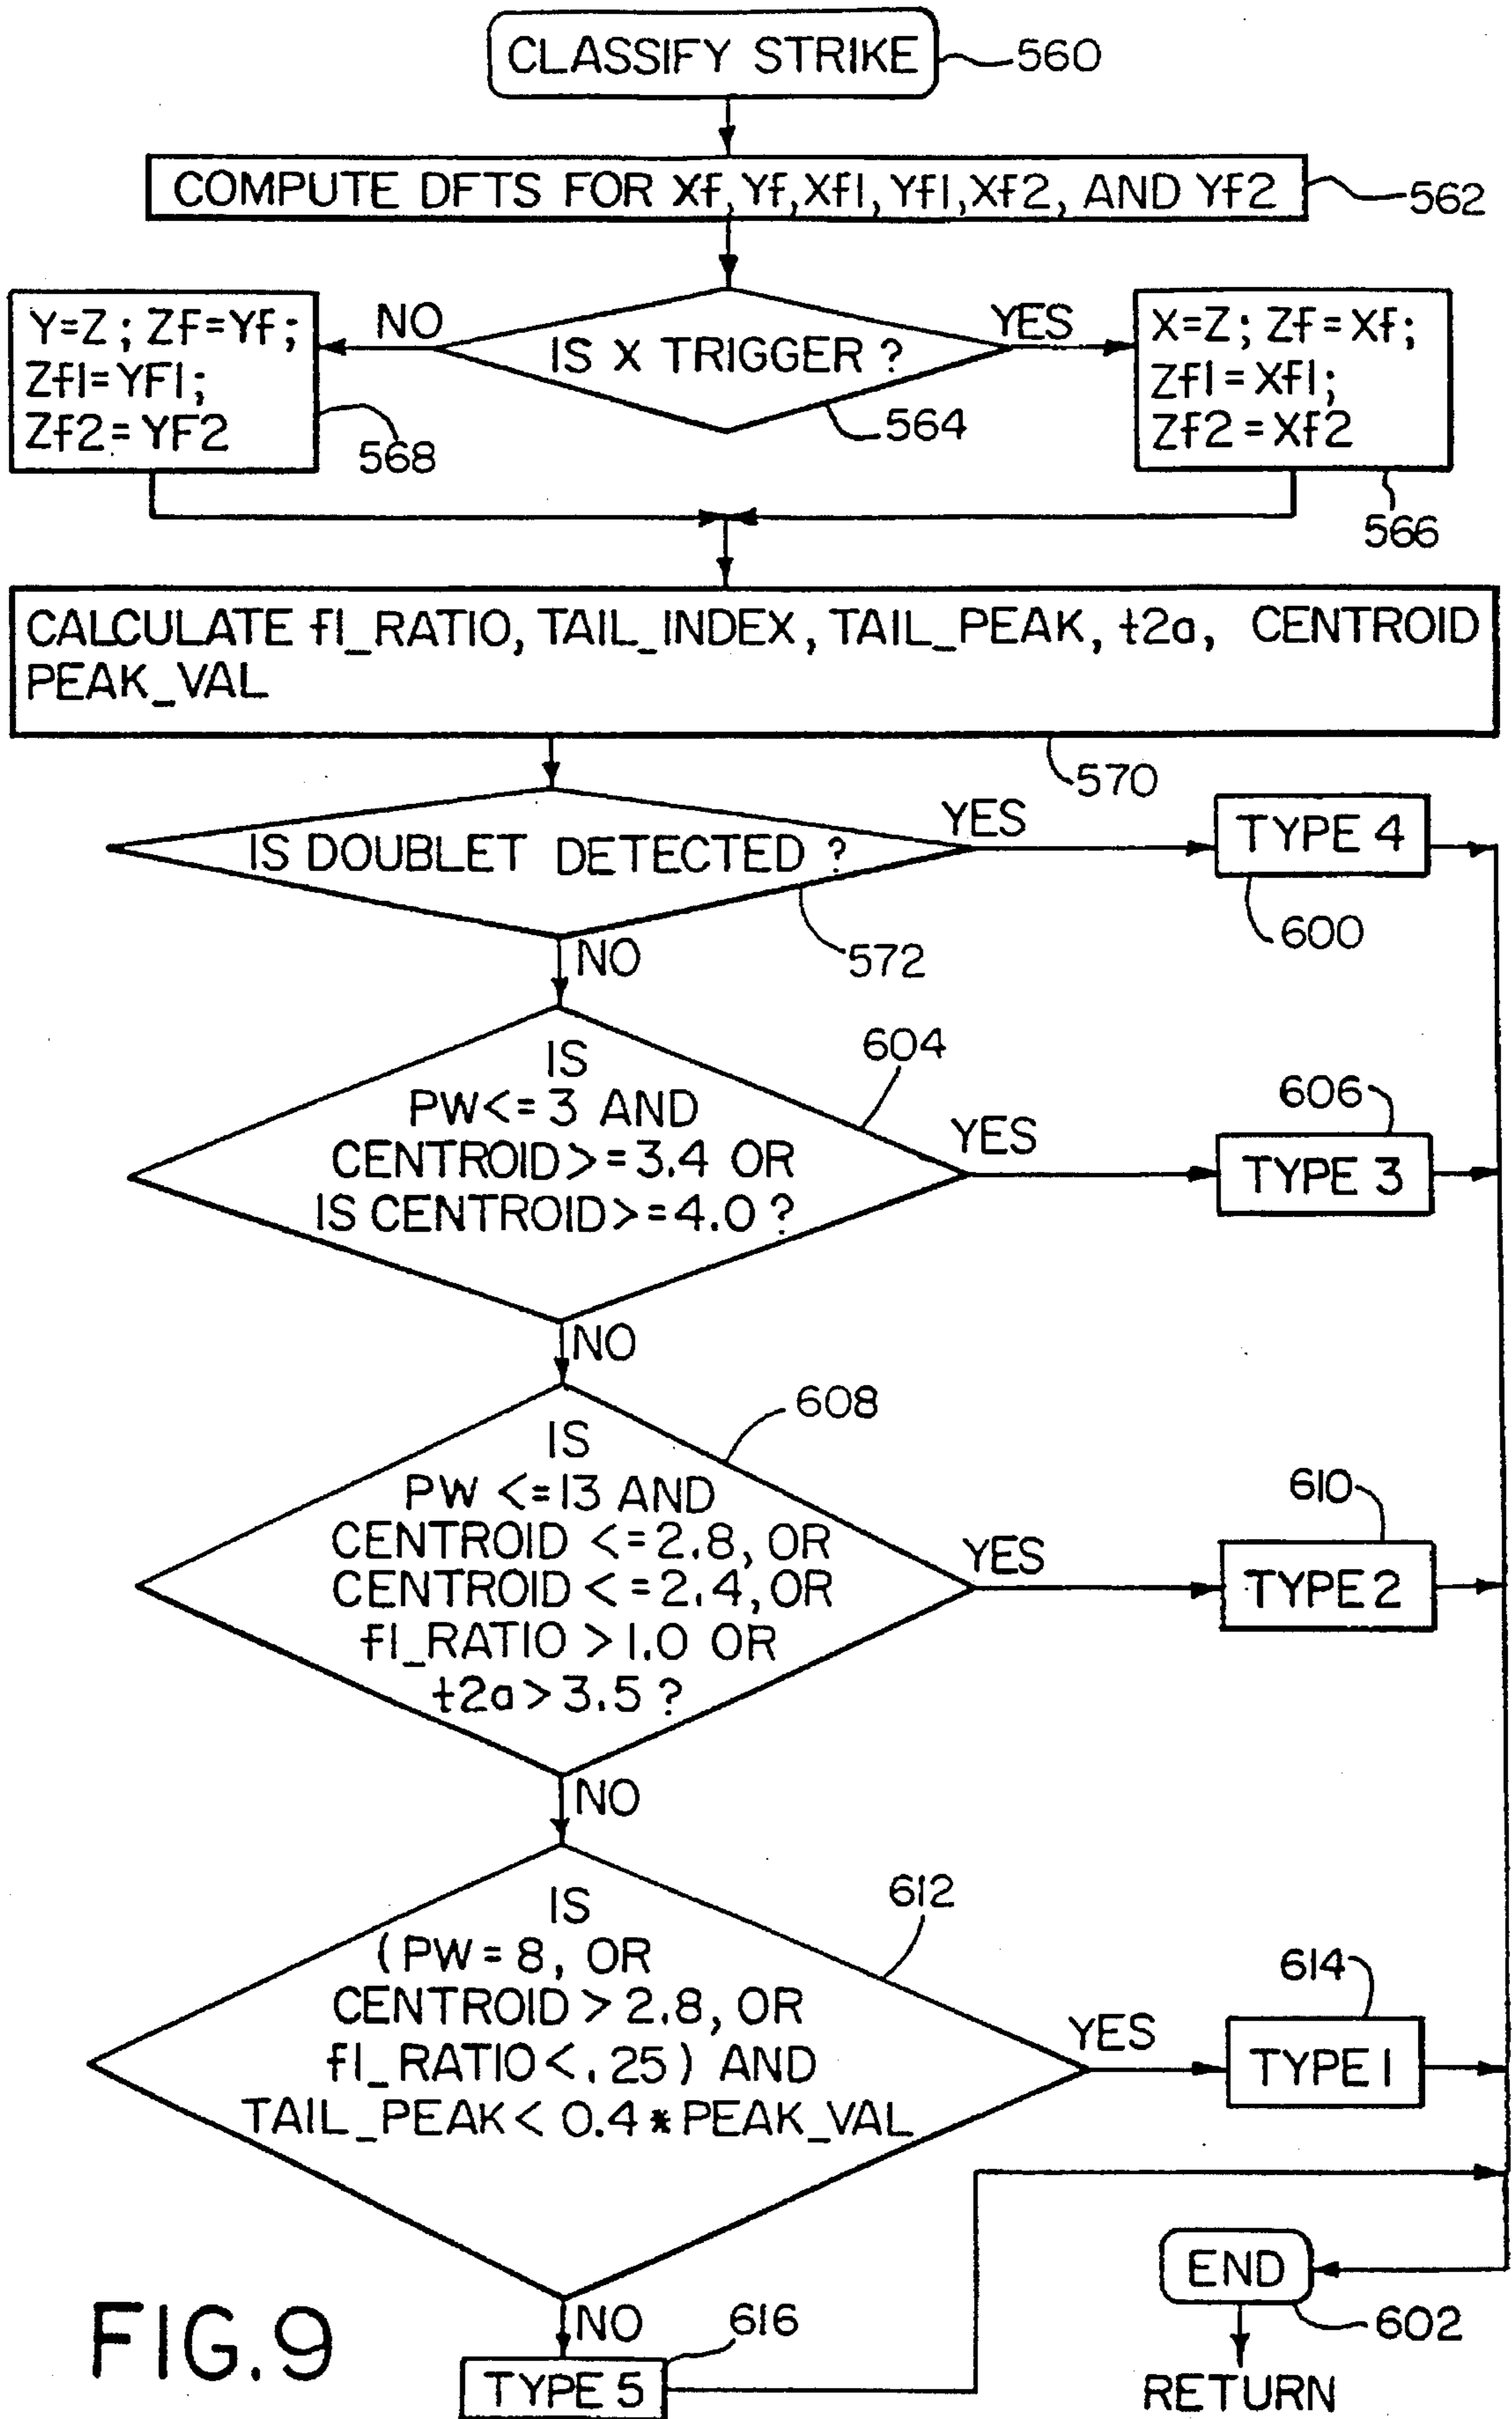 CLASSIFY STRIKE
560
COMPUTE DFTS FOR Xf, Yf, Xf1, Yf1, Xf2, AND Yf2
562
Y=Z; Zf=Yf;
Zf1=YF1;
Zf2=YF2
568
NO
IS X TRIGGER?
564
YES
X=Z; Zf=Xf;
Zf1=Xf1;
Zf2=Xf2
566
CALCULATE f1_RATIO, TAIL_INDEX, TAIL_PEAK, t2a, CENTROID
PEAK_VAL
570
IS DOUBLET DETECTED ?
572
YES
TYPE 4
600
NO
IS
PW<=3 AND
CENTROID>=3.4 OR
IS CENTROID>=4.0?
604
YES
606
TYPE 3
NO
IS
PW <=13 AND
CENTROID <=2.8, OR
CENTROID <=2.4, OR
f1_RATIO >1.0 OR
t2a>3.5?
608
YES
610
TYPE 2
NO
IS
(PW=8, OR
CENTROID>2.8, OR
f1_RATIO<.25) AND
TAIL_PEAK< 0.4*PEAK_VAL
612
YES
614
TYPE 1
NO
616
TYPE 5
END
602
RETURN
FIG.9